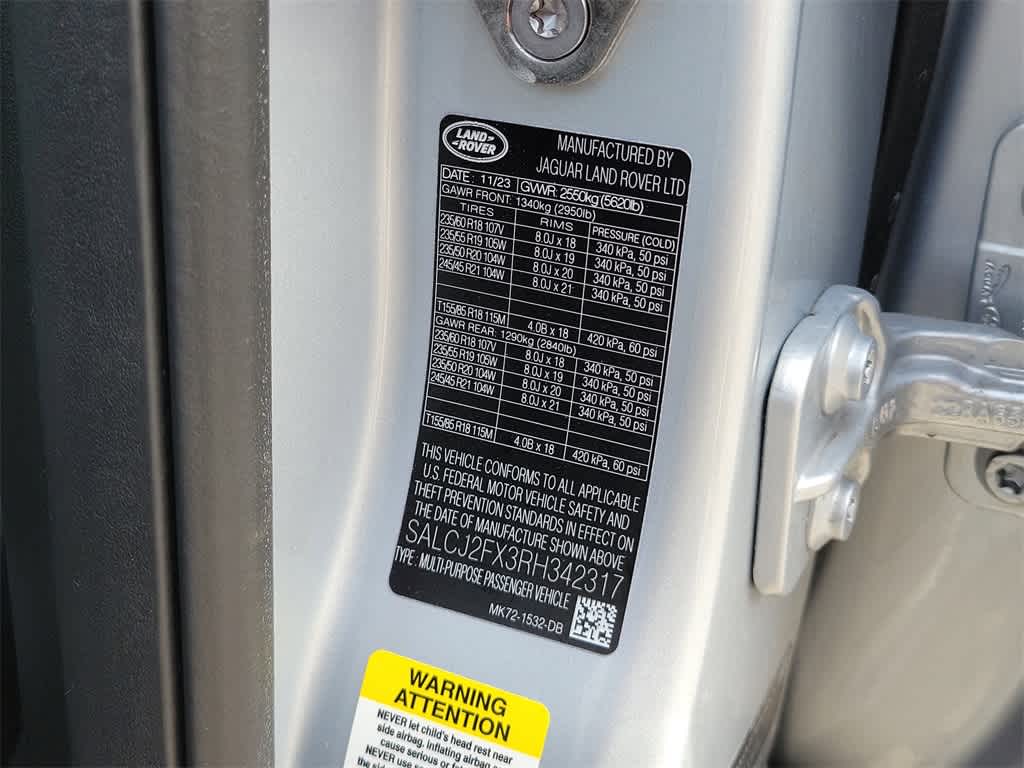 LAND
ROVER
MANUFACTURED BY
JAGUAR LAND ROVER LTD
DATE: 11/23 GVWR: 2550kg (5620lb)
GAWR FRONT: 1340kg (2950lb)
TIRES RIMS PRESSURE (COLD)
235/60 R18 107V 8.0J x 18 340 kPa, 50 psi
235/55 R19 105W 8.0J x 19 340 kPa, 50 psi
235/50 R20 104W 8.0J x 20 340 kPa, 50 psi
245/45 R21 104W 8.0J x 21 340 kPa, 50 psi
T155/85 R18 115M 4.0B x 18 420 kPa, 60 psi
GAWR REAR: 1290kg (2840lb)
235/60 R18 107V 8.0J x 18 340 kPa, 50 psi
235/55 R19 105W 8.0J x 19 340 kPa, 50 psi
235/50 R20 104W 8.0J x 20 340 kPa, 50 psi
245/45 R21 104W 8.0J x 21 340 kPa, 50 psi
T155/85 R18 115M 4.0B x 18 420 kPa, 60 psi
THIS VEHICLE CONFORMS TO ALL APPLICABLE
U.S. FEDERAL MOTOR VEHICLE SAFETY AND
THEFT PREVENTION STANDARDS IN EFFECT ON
THE DATE OF MANUFACTURE SHOWN ABOVE
SALCJ2FX3RH342317
TYPE: MULTI-PURPOSE PASSENGER VEHICLE
MK72-1532-DB
WARNING
ATTENTION
NEVER let child's head rest near
side airbag. Inflating airbag
cause serious or
NEVER use
the